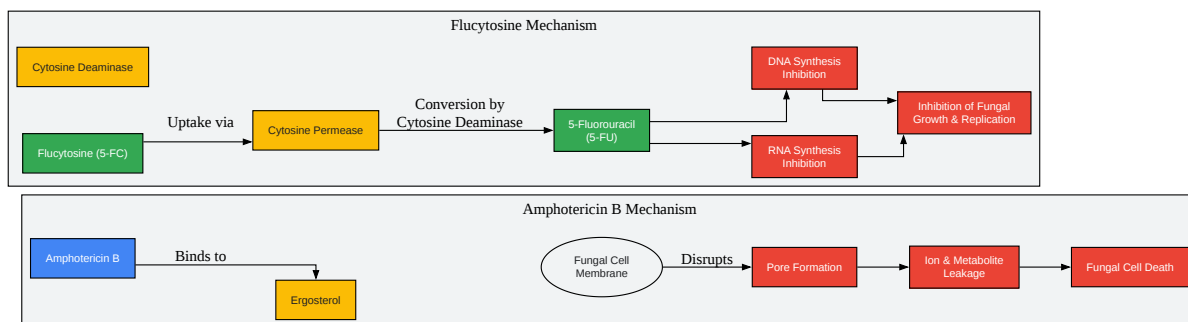 Flucytosine Mechanism
Cytosine Deaminase
Flucytosine (5-FC)
Uptake via
Cytosine Permease
Conversion by
Cytosine Deaminase
5-Fluorouracil
(5-FU)
DNA Synthesis
Inhibition
RNA Synthesis
Inhibition
Inhibition of Fungal
Growth & Replication
Amphotericin B Mechanism
Amphotericin B
Binds to
Ergosterol
Fungal Cell
Membrane
Disrupts
Pore Formation
Ion & Metabolite
Leakage
Fungal Cell Death